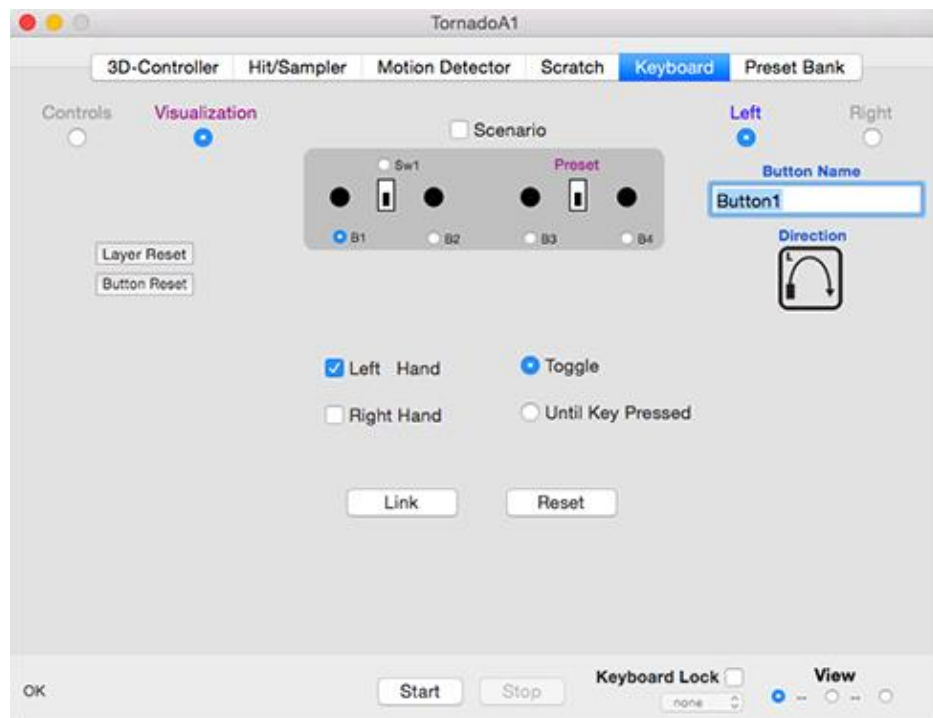 TornadoA1
3D-Controller Hit/Sampler Motion Detector Scratch Keyboard Preset Bank
Controls Visualization Left Right
Scenario
Sw1 Preset
Button Name
Button1
B1 B2 B3 B4
Direction
L
Layer Reset
Button Reset
Left Hand Toggle
Right Hand Until Key Pressed
Link Reset
Keyboard Lock View
OK Start Stop
none -- --